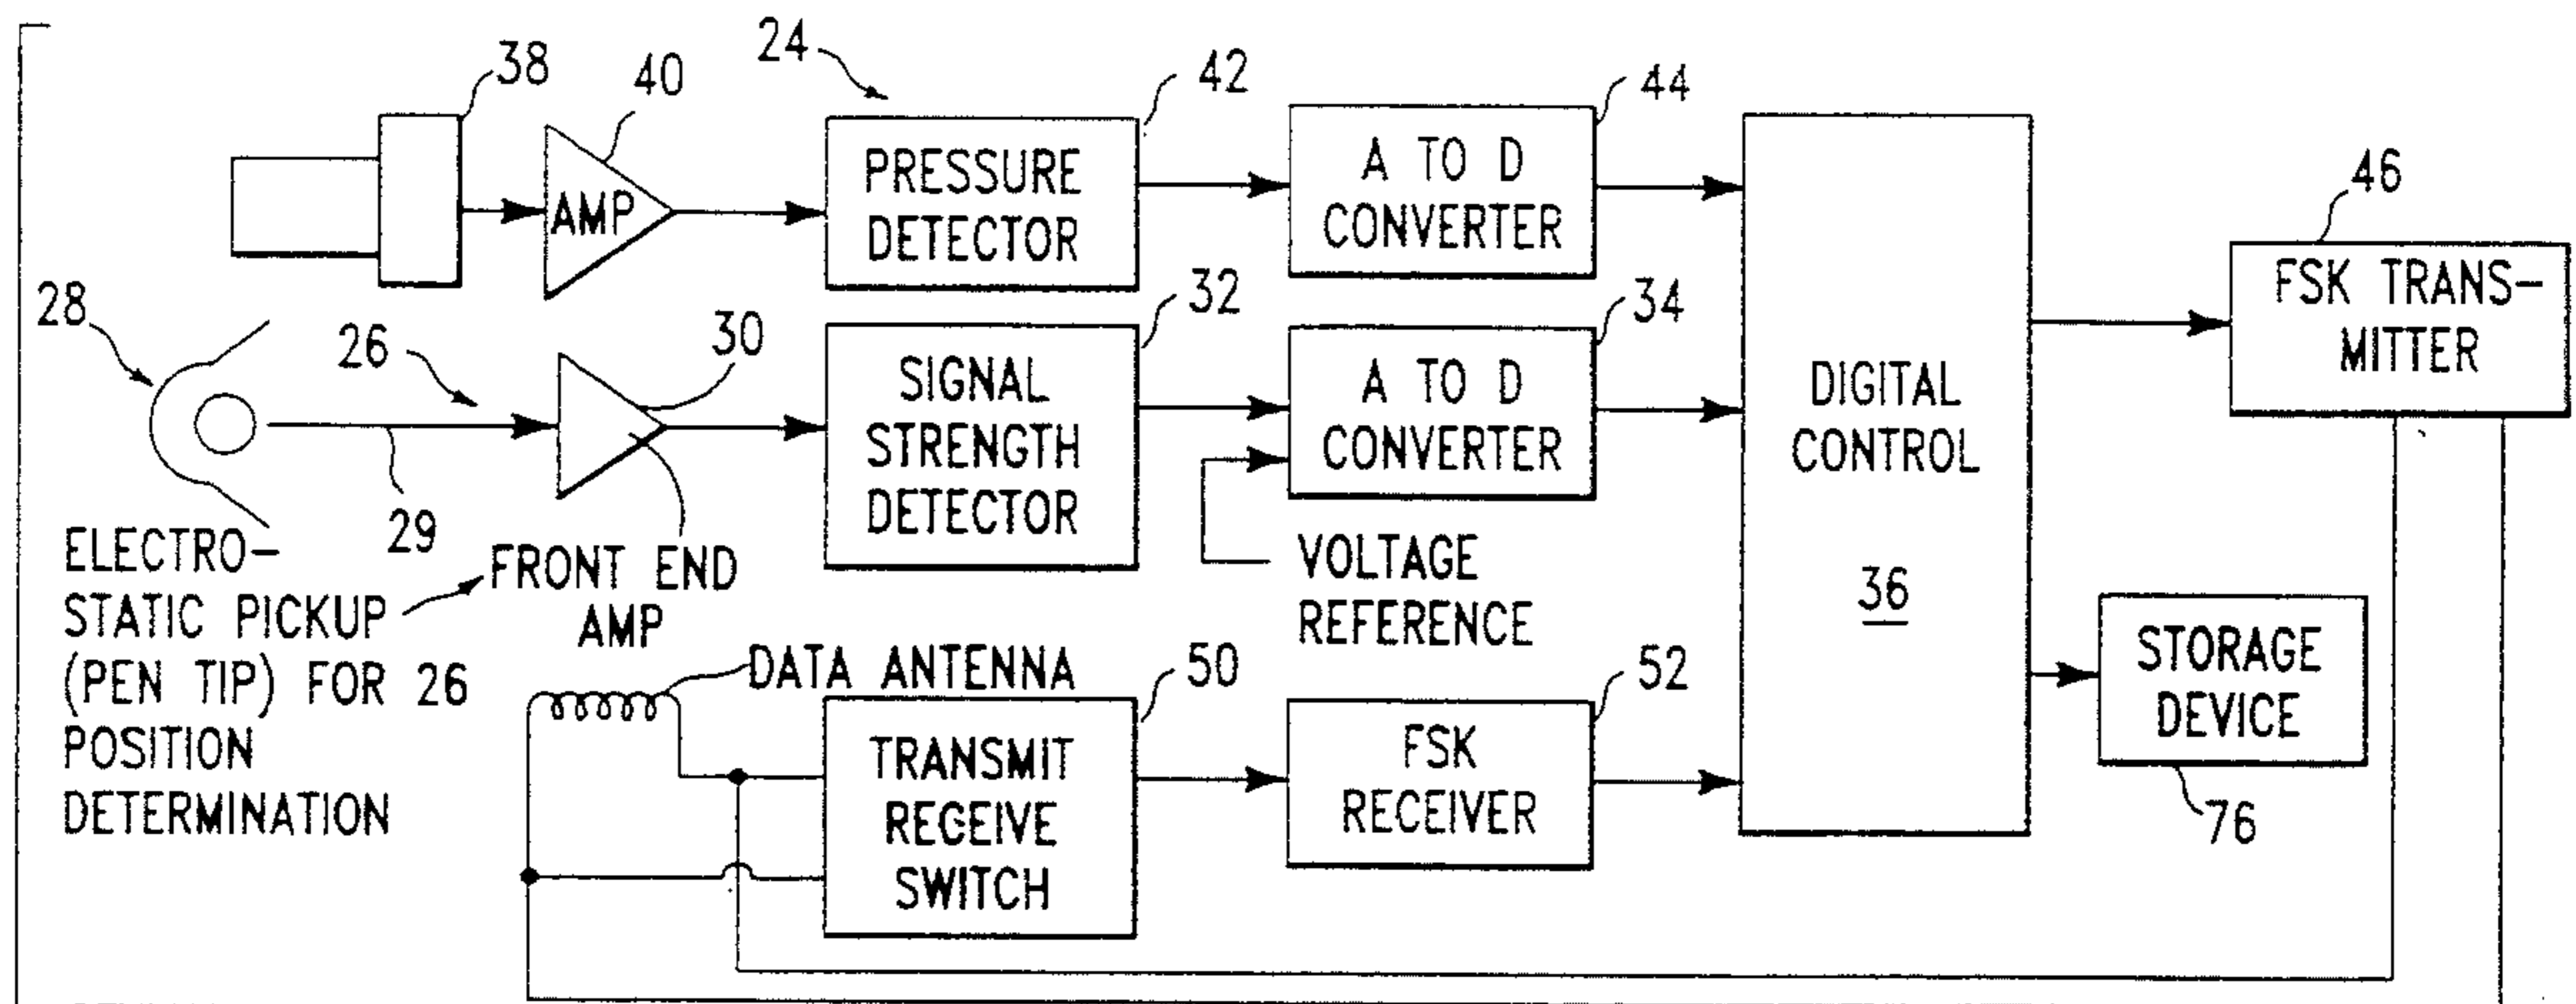 24
38
40
42
44
AMP
PRESSURE
DETECTOR
A TO D
CONVERTER
46
FSK TRANS-
MITTER
28
26
30
32
34
SIGNAL
STRENGTH
DETECTOR
A TO D
CONVERTER
DIGITAL
CONTROL
36
29
ELECTRO-
STATIC PICKUP
(PEN TIP) FOR 26
POSITION
DETERMINATION
FRONT END
AMP
VOLTAGE
REFERENCE
DATA ANTENNA
50
52
TRANSMIT
RECEIVE
SWITCH
FSK
RECEIVER
STORAGE
DEVICE
76